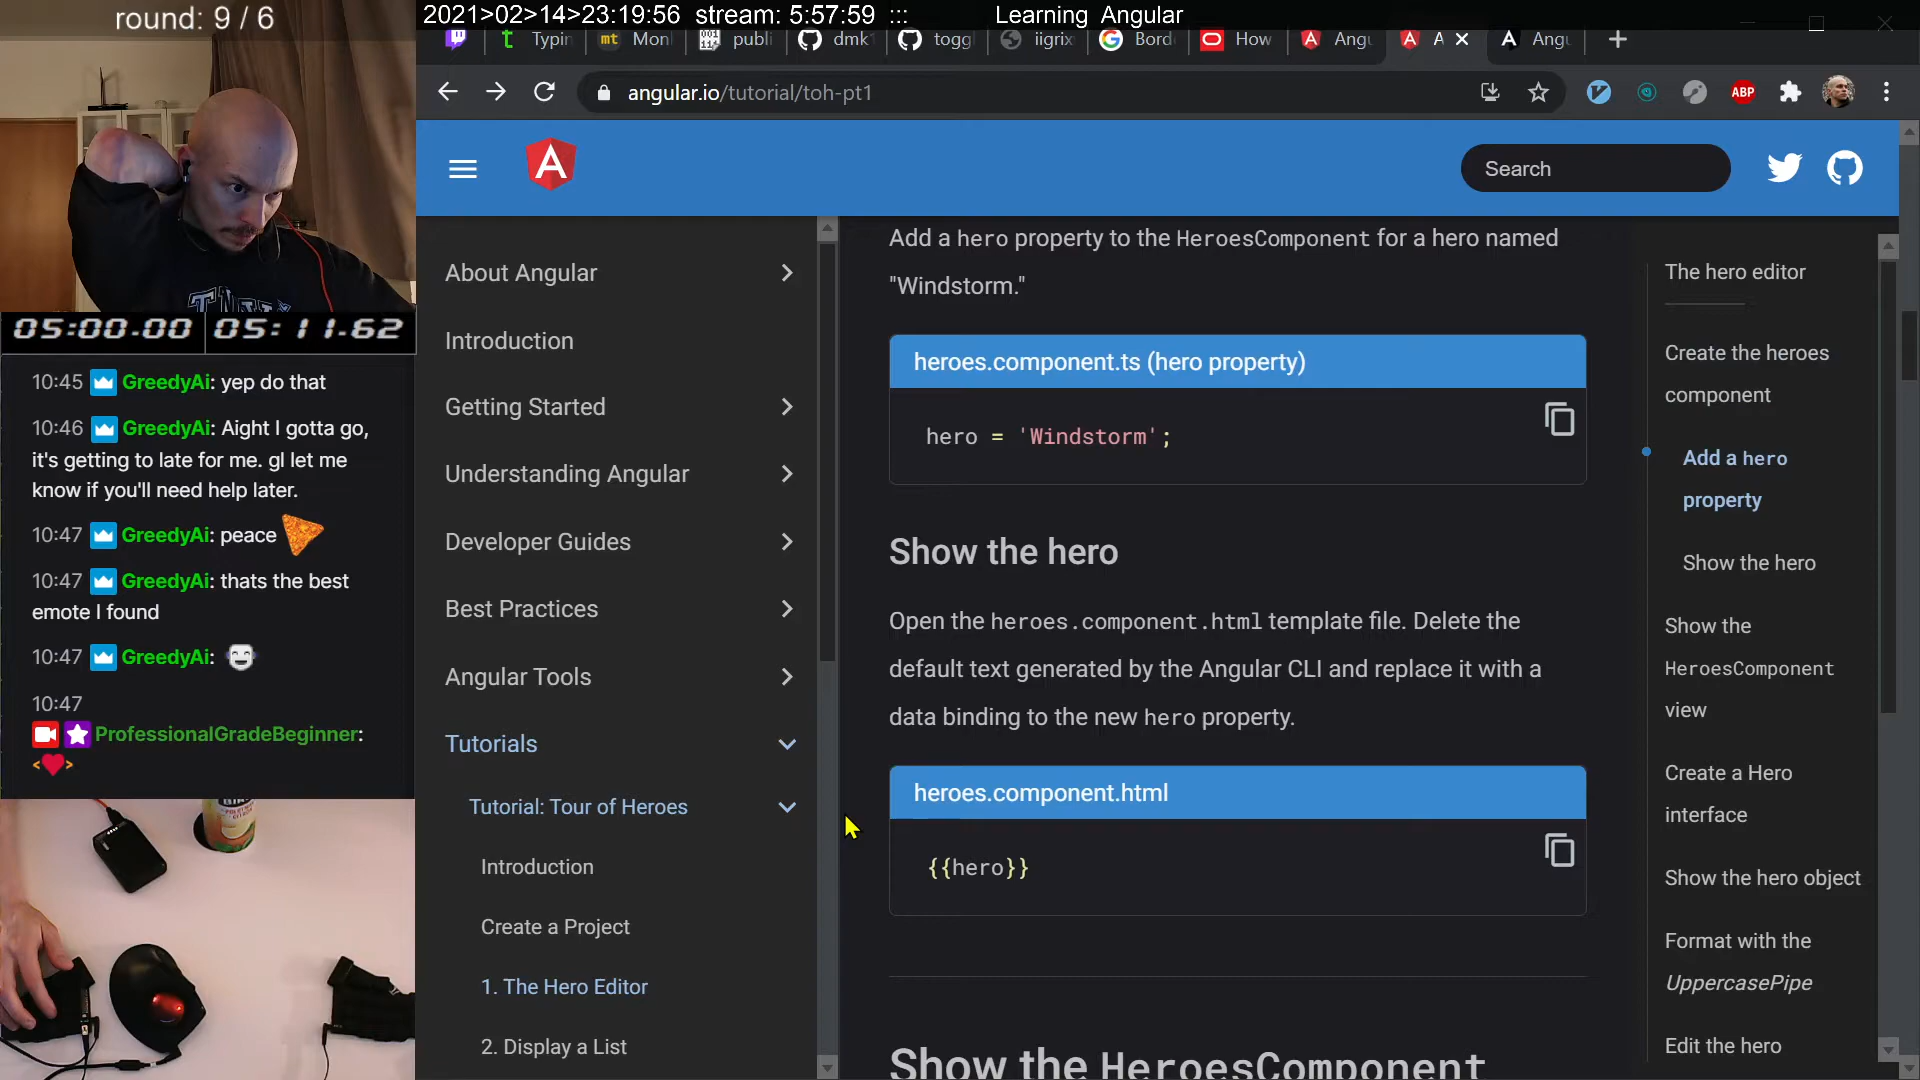 round: 9 / 6
2021>02>14>23:19:56 stream: 5:57:59 ::: Learning Angular
Typin
Monl
publi
dmk
togg
iigrix
Bord
How
Angu
A
Angu
angular.io/tutorial/toh-pt1
ABP
Search
05:00.00 05:11.62
10:45 GreedyAi: yep do that
10:46 GreedyAi: Aight I gotta go,
it's getting to late for me. gl let me
know if you'll need help later.
10:47 GreedyAi: peace
10:47 GreedyAi: thats the best
emote I found
10:47 GreedyAi:
10:47
ProfessionalGradeBeginner:
About Angular
Introduction
Getting Started
Understanding Angular
Developer Guides
Best Practices
Angular Tools
Tutorials
Tutorial: Tour of Heroes
Introduction
Create a Project
1. The Hero Editor
2. Display a List
Add a hero property to the HeroesComponent for a hero named
"Windstorm."
heroes.component.ts (hero property)
hero = 'Windstorm';
Show the hero
Open the heroes.component.html template file. Delete the
default text generated by the Angular CLI and replace it with a
data binding to the new hero property.
heroes.component.html
{{hero}}
Show the HeroesComponent
The hero editor
Create the heroes
component
Add a hero
property
Show the hero
Show the
HeroesComponent
view
Create a Hero
interface
Show the hero object
Format with the
UppercasePipe
Edit the hero